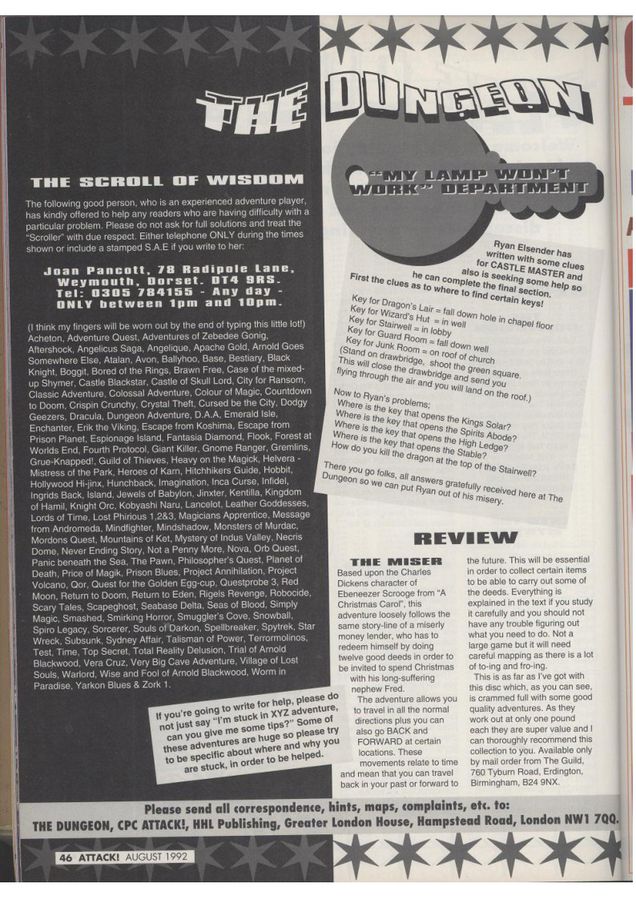 THE DUNGEON
THE SCROLL OF WISDOM
The following good person, who is an experienced adventure player,
has kindly offered to help any readers who are having difficulty with a
particular problem. Please do not ask for full solutions and treat the
"Scroller" with due respect. Either telephone ONLY during the times
shown or include a stamped S.A.E if you write to her:
Joan Pancott, 78 Radipole Lane,
Weymouth, Dorset. DT4 9RS.
Tel: 0305 784155 - Any day -
ONLY between 1pm and 10pm.
(I think my fingers will be worn out by the end of typing this little lot!)
Acheton, Adventure Quest, Adventures of Zebedee Gonig,
Aftershock, Angelicus Saga, Angelique, Apache Gold, Arnold Goes
Somewhere Else, Atalan, Avon, Ballyhoo, Base, Bestiary, Black
Knight, Boggit, Bored of the Rings, Brawn Free, Case of the mixed-
up Shymer, Castle Blackstar, Castle of Skull Lord, City for Ransom,
Classic Adventure, Colossal Adventure, Colour of Magic, Countdown
to Doom, Crispin Crunchy, Crystal Theft, Cursed be the City, Dodgy
Geezers, Dracula, Dungeon Adventure, D.A.A, Emerald Isle,
Enchanter, Erik the Viking, Escape from Koshima, Escape from
Prison Planet, Espionage Island, Fantasia Diamond, Flook, Forest at
Worlds End, Fourth Protocol, Giant Killer, Gnome Ranger, Gremlins,
Grue-Knapped!, Guild of Thieves, Heavy on the Magick, Helvera -
Mistress of the Park, Heroes of Karn, Hitchhikers Guide, Hobbit,
Hollywood Hi-jinx, Hunchback, Imagination, Inca Curse, Infidel,
Ingrids Back, Island, Jewels of Babylon, Jinxter, Kentilla, Kingdom
of Hamil, Knight Orc, Kobyashi Naru, Lancelot, Leather Goddesses,
Lords of Time, Lost Phirious 1,2&3, Magicians Apprentice, Message
from Andromeda, Mindfighter, Mindshadow, Monsters of Murdac,
Mordons Quest, Mountains of Ket, Mystery of Indus Valley, Necris
Dome, Never Ending Story, Not a Penny More, Nova, Orb Quest,
Panic beneath the Sea, The Pawn, Philosopher's Quest, Planet of
Death, Price of Magik, Prison Blues, Project Annihilation, Project
Volcano, Qor, Quest for the Golden Egg-cup, Questprobe 3, Red
Moon, Return to Doom, Return to Eden, Rigels Revenge, Robocide,
Scary Tales, Scapeghost, Seabase Delta, Seas of Blood, Simply
Magic, Smashed, Smirking Horror, Smuggler's Cove, Snowball,
Spiro Legacy, Sorcerer, Souls of Darkon, Spellbreaker, Spytrek, Star
Wreck, Subsunk, Sydney Affair, Talisman of Power, Terrormolinos,
Test, Time, Top Secret, Total Reality Delusion, Trial of Arnold
Blackwood, Vera Cruz, Very Big Cave Adventure, Village of Lost
Souls, Warlord, Wise and Fool of Arnold Blackwood, Worm in
Paradise, Yarkon Blues & Zork 1.
If you're going to write for help, please do
not just say "I'm stuck in XYZ adventure,
can you give me some tips?" Some of
these adventures are huge so please try
to be specific about where and why you
are stuck, in order to be helped.
"MY LAMP WON'T
WORK" DEPARTMENT
Ryan Elsender has
written with some clues
for CASTLE MASTER and
also is seeking some help so
he can complete the final section.
First the clues as to where to find certain keys!
Key for Dragon's Lair = fall down hole in chapel floor
Key for Wizard's Hut = in well
Key for Stairwell = in lobby
Key for Guard Room = fall down well
Key for Junk Room = on roof of church
(Stand on drawbridge, shoot the green square.
This will close the drawbridge and send you
flying through the air and you will land on the roof.)
Now to Ryan's problems;
Where is the key that opens the Kings Solar?
Where is the key that opens the Spirits Abode?
Where is the key that opens the High Ledge?
Where is the key that opens the Stable?
How do you kill the dragon at the top of the Stairwell?
There you go folks, all answers gratefully received here at The
Dungeon so we can put Ryan out of his misery.
REVIEW
THE MISER
Based upon the Charles
Dickens character of
Ebeneezer Scrooge from "A
Christmas Carol", this
adventure loosely follows the
same story-line of a miserly
money lender, who has to
redeem himself by doing
twelve good deeds in order to
be invited to spend Christmas
with his long-suffering
nephew Fred.
The adventure allows you
to travel in all the normal
directions plus you can
also go BACK and
FORWARD at certain
locations. These
movements relate to time
and mean that you can travel
back in your past or forward to
the future. This will be essential
in order to collect certain items
to be able to carry out some of
the deeds. Everything is
explained in the text if you study
it carefully and you should not
have any trouble figuring out
what you need to do. Not a
large game but it will need
careful mapping as there is a lot
of to-ing and fro-ing.
This is as far as I've got with
this disc which, as you can see,
is crammed full with some good
quality adventures. As they
work out at only one pound
each they are super value and I
can thoroughly recommend this
collection to you. Available only
by mail order from The Guild,
760 Tyburn Road, Erdington,
Birmingham, B24 9NX.
Please send all correspondence, hints, maps, complaints, etc. to:
THE DUNGEON, CPC ATTACK!, HHL Publishing, Greater London House, Hampstead Road, London NW1 7QQ.
46 ATTACK! AUGUST 1992